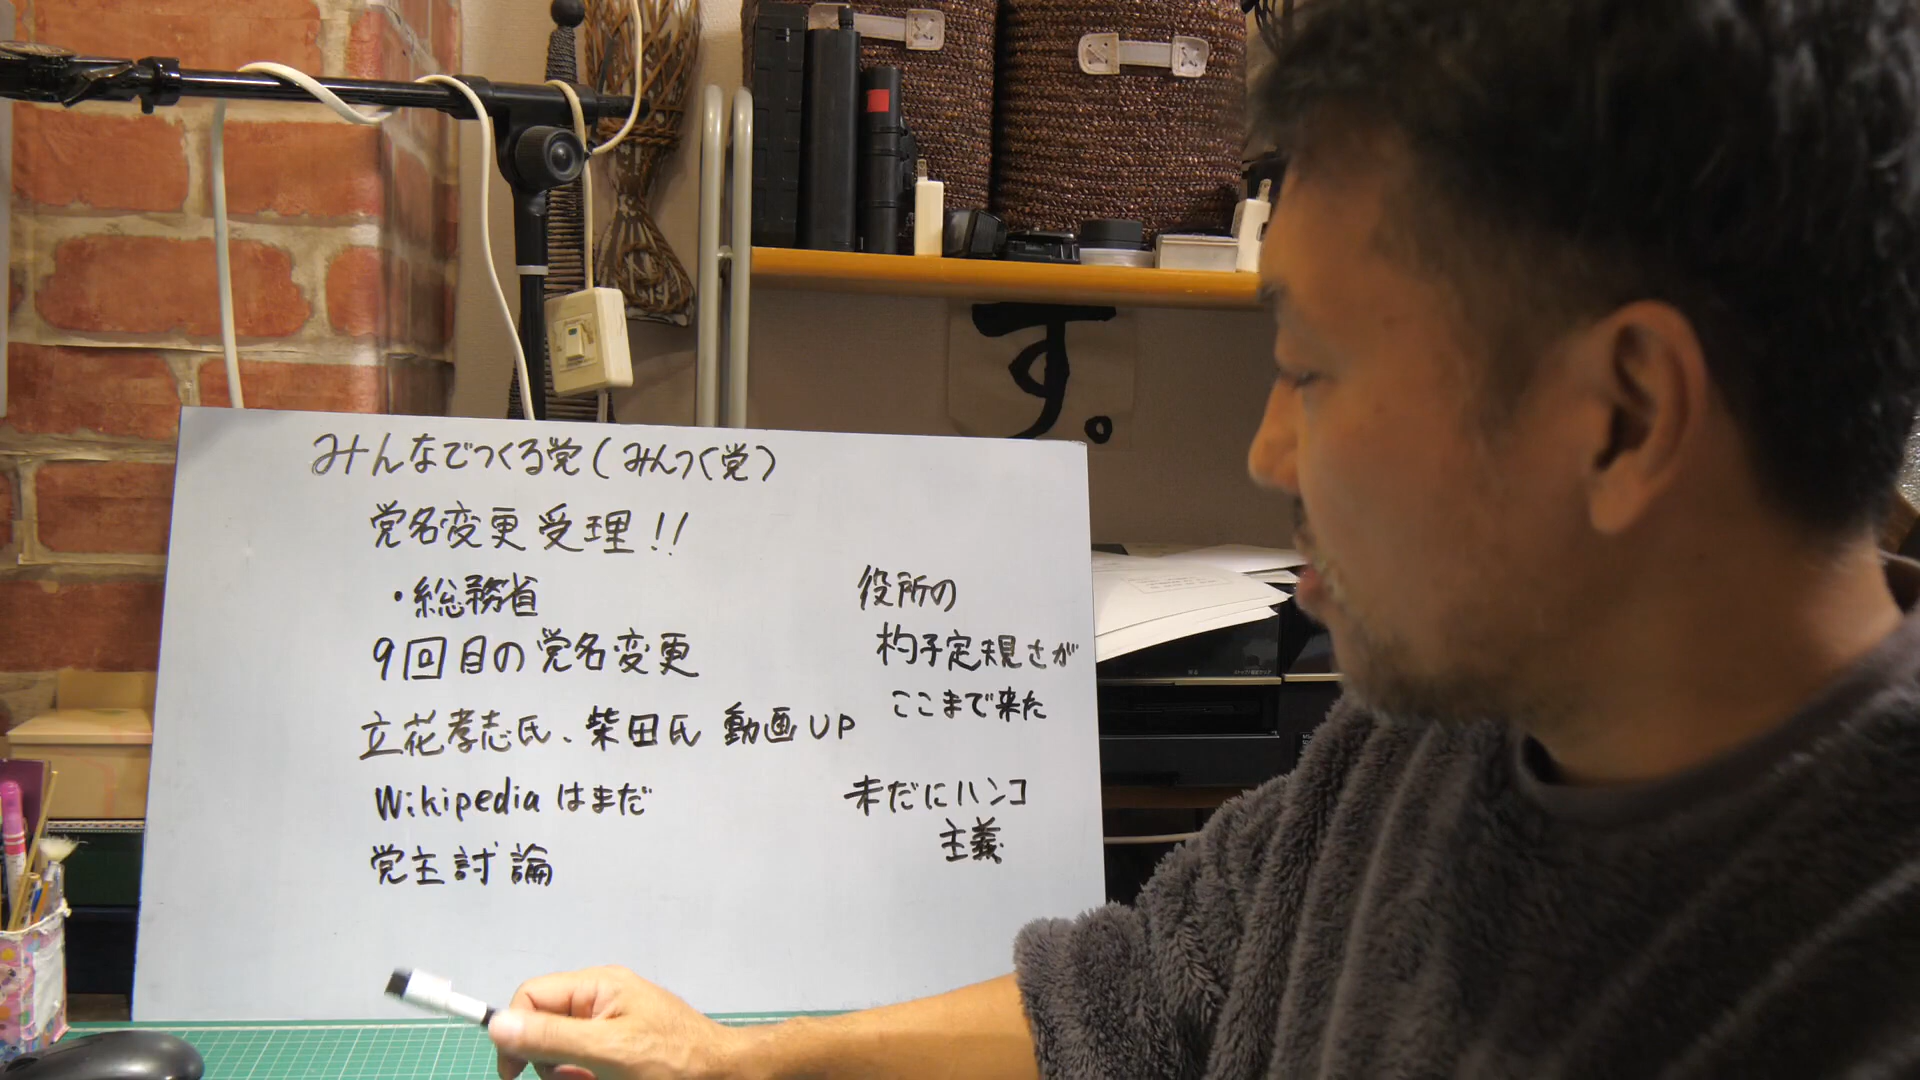 す。
みんなでつくる党(みんつく党)
党名変更 受理!!
・総務省
9回目の党名変更
立花孝志氏、柴田氏 動画UP
Wikipediaはまだ
党主討論
役所の
杓子定規さが
ここまで来た
未だにハンコ
主義